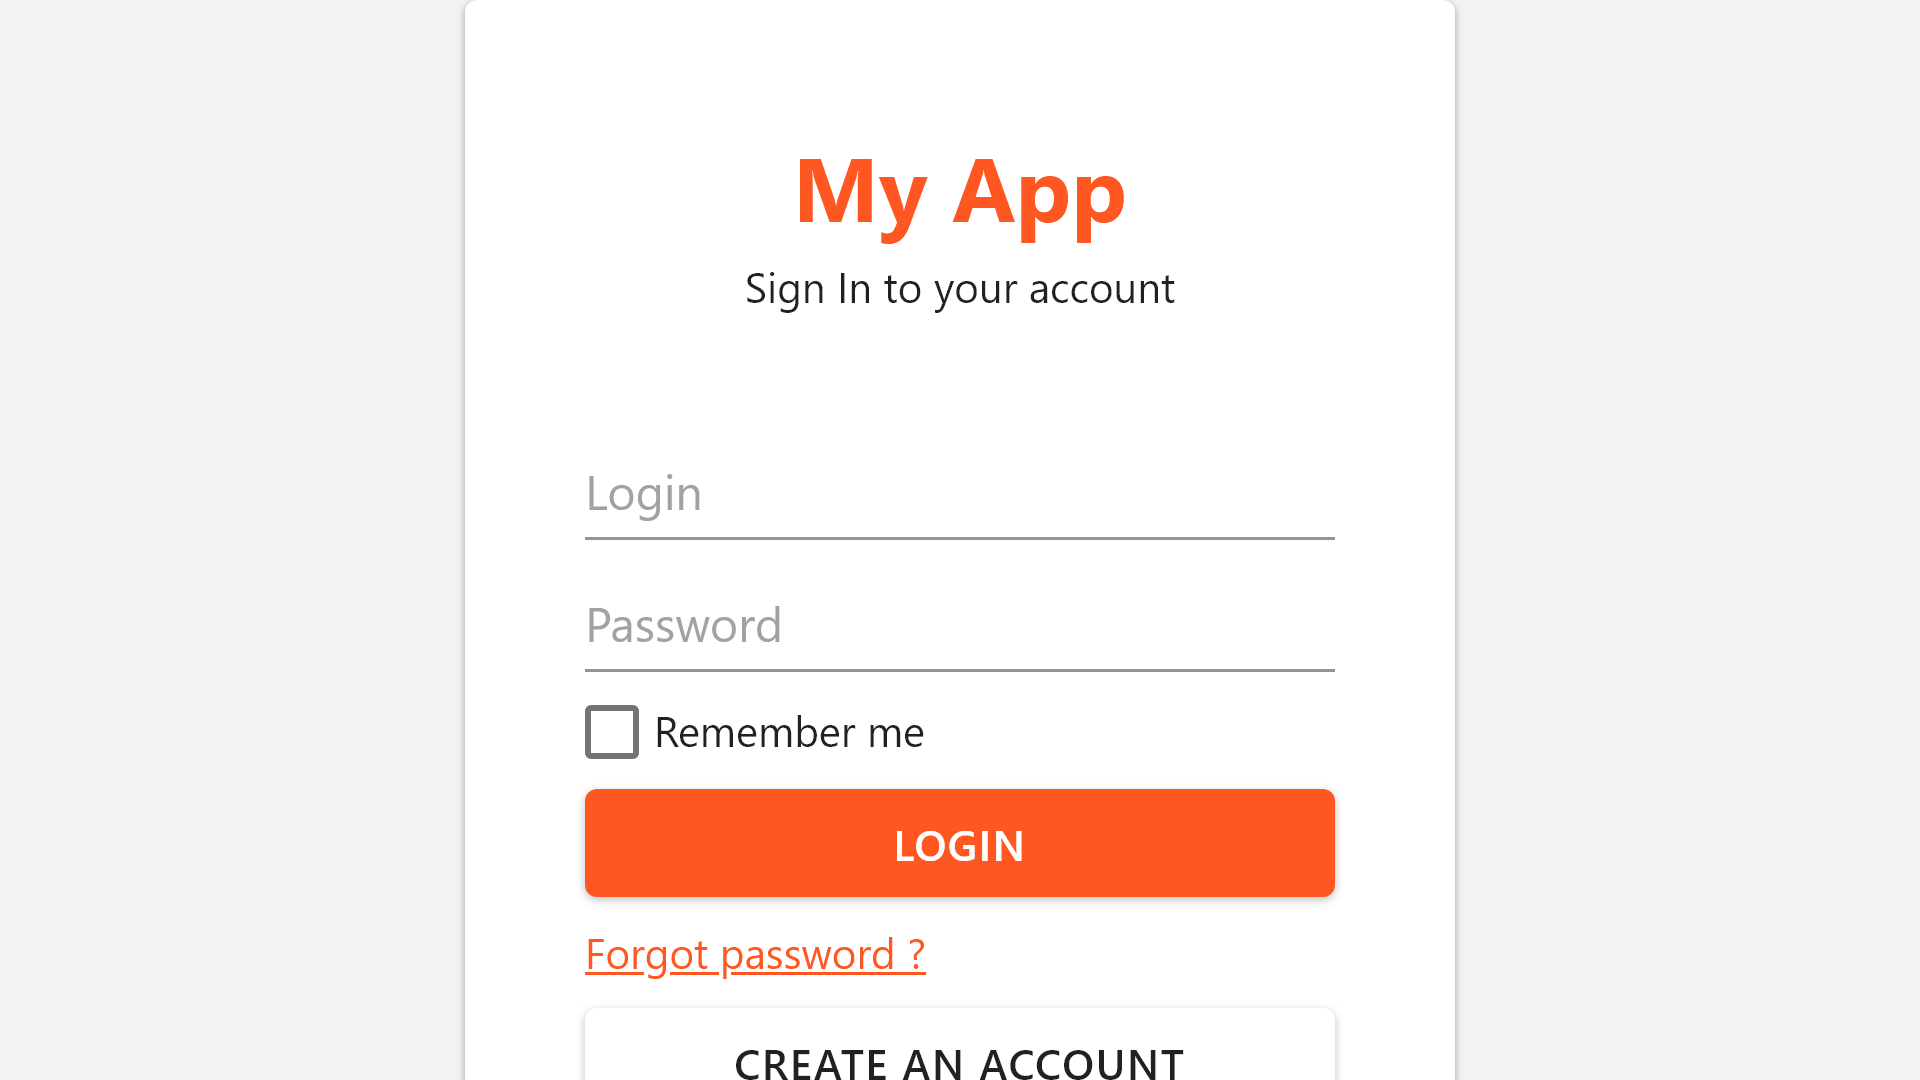 My App
Sign In to your account
Login
Password
Remember me
LOGIN
Forgot password ?
CREATE AN ACCOUNT